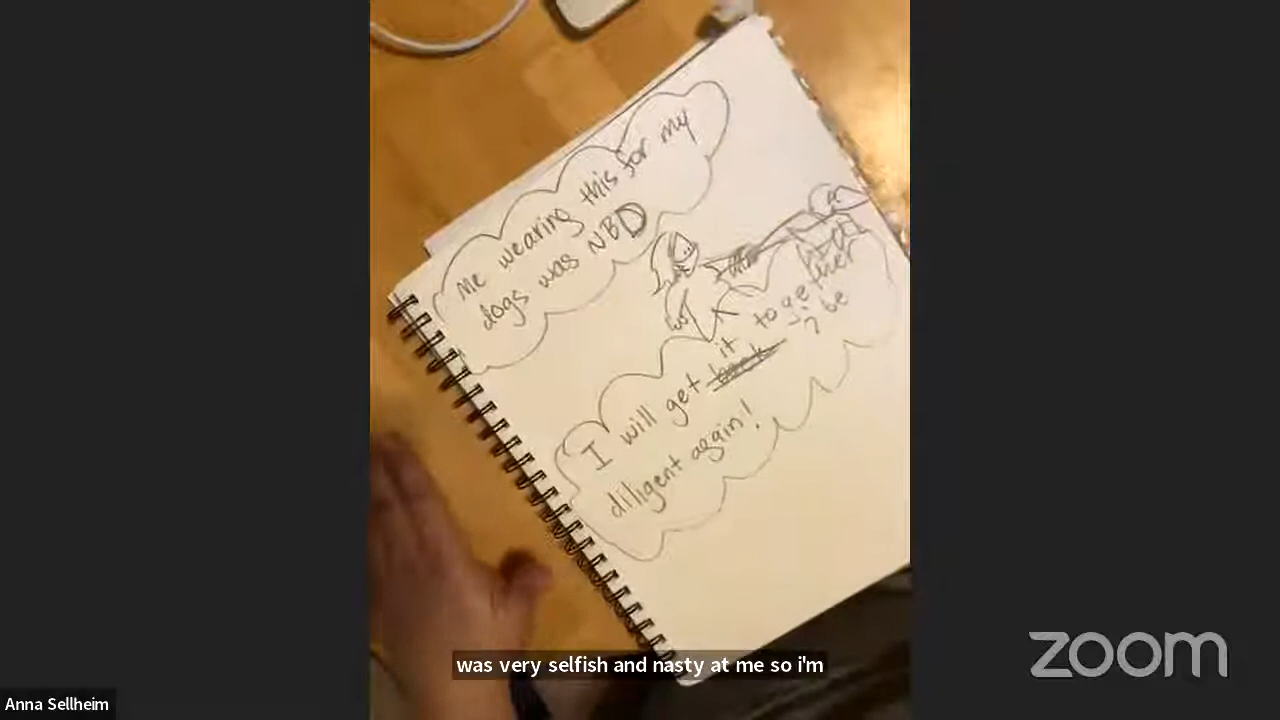 me wearing this for my
dogs was NBD
I will get it together
& be
diligent again!
was very selfish and nasty at me so i'm
Anna Sellheim
zoom